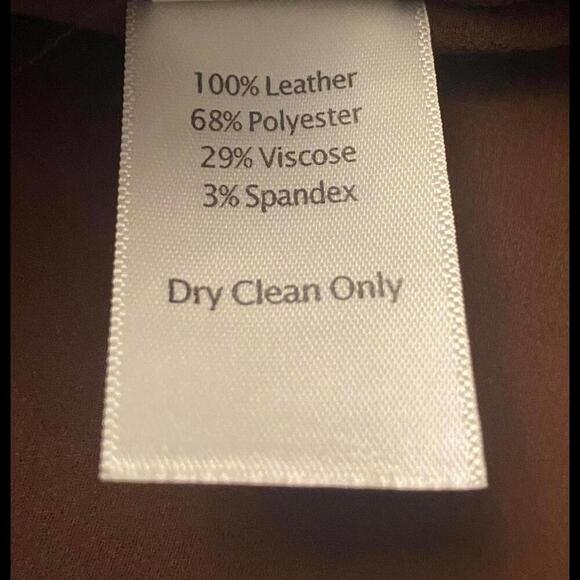 100% Leather
68% Polyester
29% Viscose
3% Spandex
Dry Clean Only